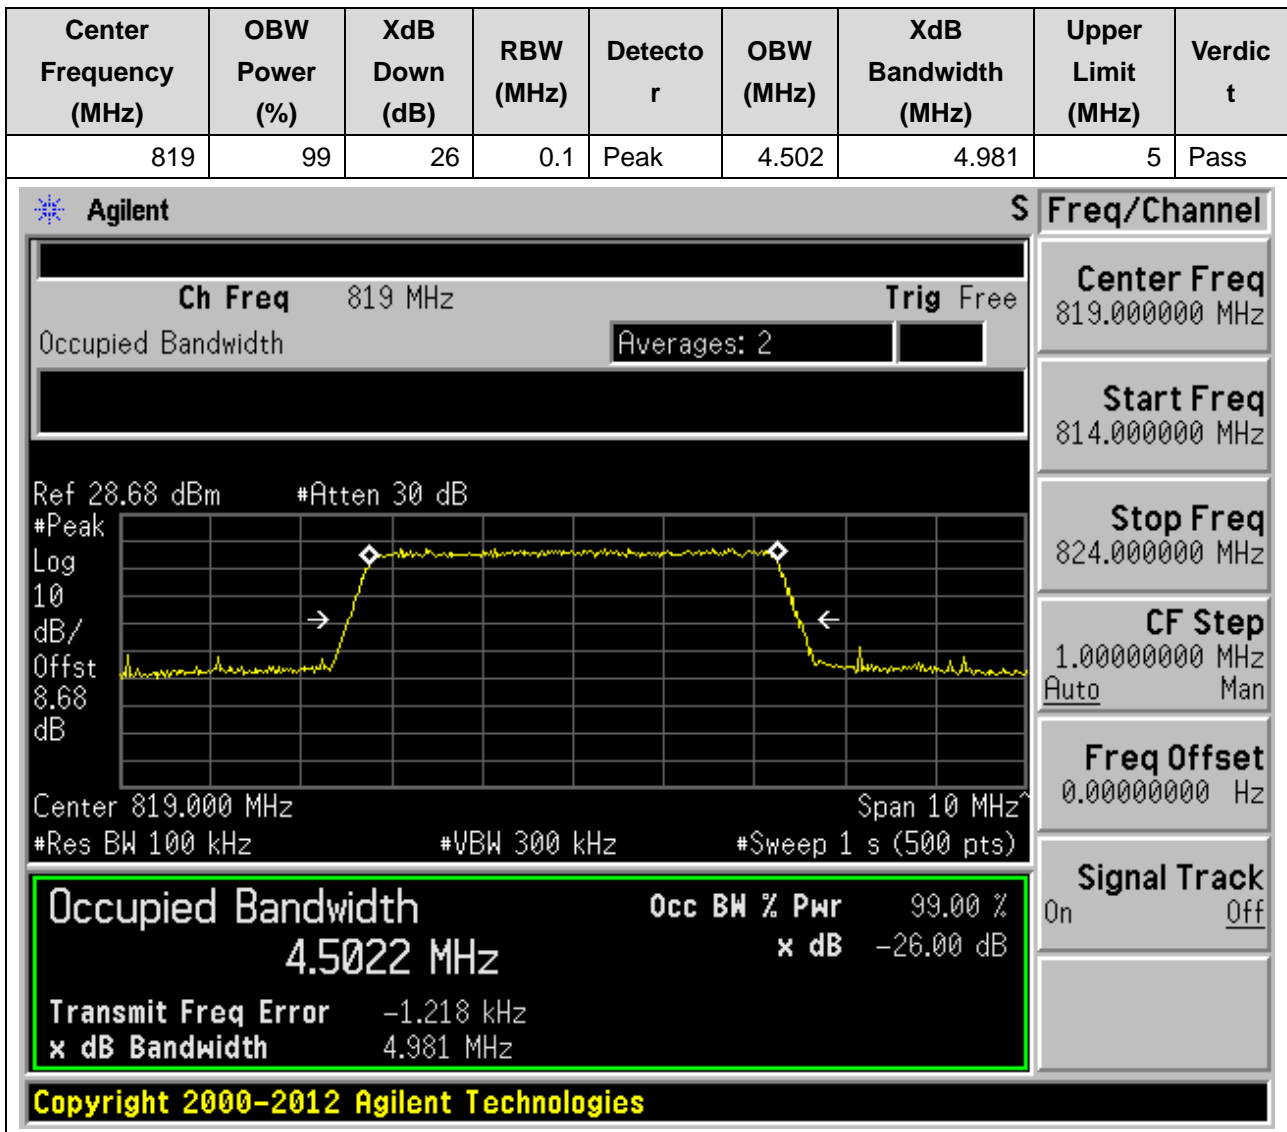 Center Frequency (MHz) OBW Power (%) XdB Down (dB) RBW (MHz) Detecto r OBW (MHz) XdB Bandwidth (MHz) Upper Limit (MHz) Verdic t
819 99 26 0.1 Peak 4.502 4.981 5 Pass
Agilent S
Ch Freq 819 MHz Trig Free
Occupied Bandwidth Averages: 2
Ref 28.68 dBm #Atten 30 dB
#Peak
Log
10
dB/
Offst
8.68
dB
Center 819.000 MHz Span 10 MHz^
#Res BW 100 kHz #VBW 300 kHz #Sweep 1 s (500 pts)
Occupied Bandwidth Occ BW % Pwr 99.00 %
4.5022 MHz x dB -26.00 dB
Transmit Freq Error -1.218 kHz
x dB Bandwidth 4.981 MHz
Copyright 2000-2012 Agilent Technologies
Freq/Channel
Center Freq
819.000000 MHz
Start Freq
814.000000 MHz
Stop Freq
824.000000 MHz
CF Step
1.00000000 MHz
Auto Man
Freq Offset
0.00000000 Hz
Signal Track
On Off